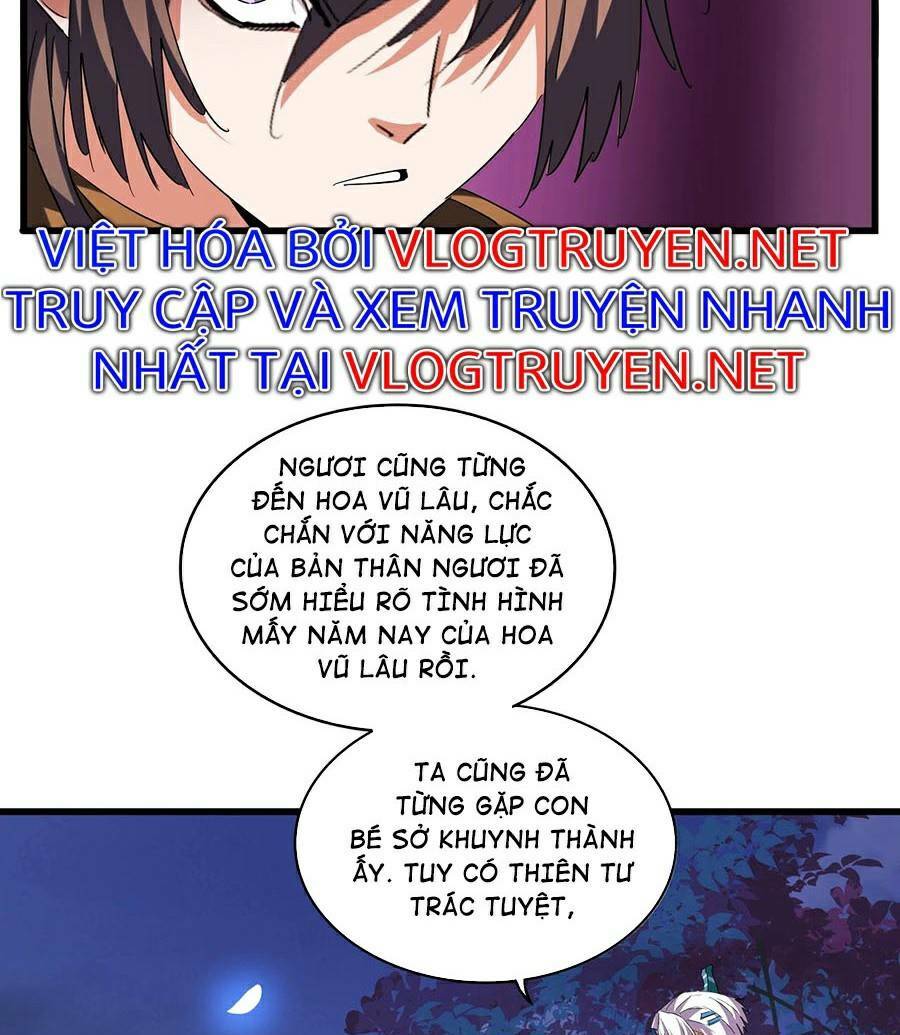 VIỆT HÓA BỞI VLOGTRUYEN.NET
TRUY CẬP VÀ XEM TRUYỆN NHANH
NHẤT TẠI VLOGTRUYEN.NET
NGƯƠI CŨNG TỪNG
ĐẾN HOA VŨ LÂU, CHẮC
CHẮN VỚI NĂNG LỰC
CỦA BẢN THÂN NGƯƠI ĐÃ
SỚM HIỂU RÕ TÌNH HÌNH
MẤY NĂM NAY CỦA HOA
VŨ LÂU RỒI.
TA CŨNG ĐÃ
TỪNG GẶP CON
BÉ SỞ KHUYNH THÀNH
ẤY. TUY CÓ THIÊN TƯ
TRÁC TUYỆT,